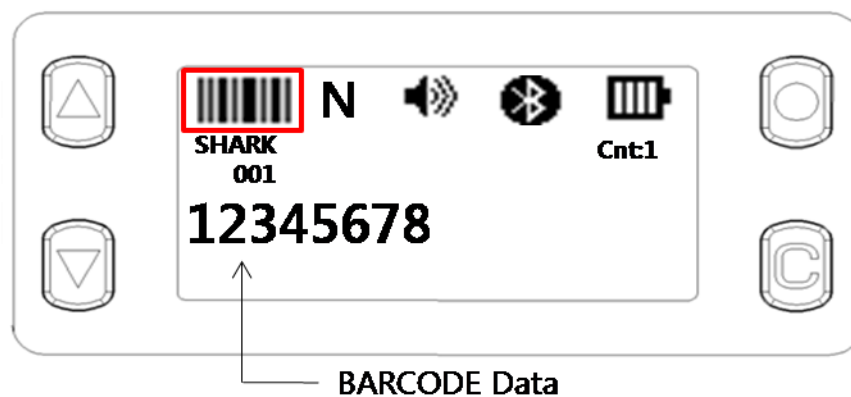 N
SHARK
Cnt:1
001
12345678
C
BARCODE Data